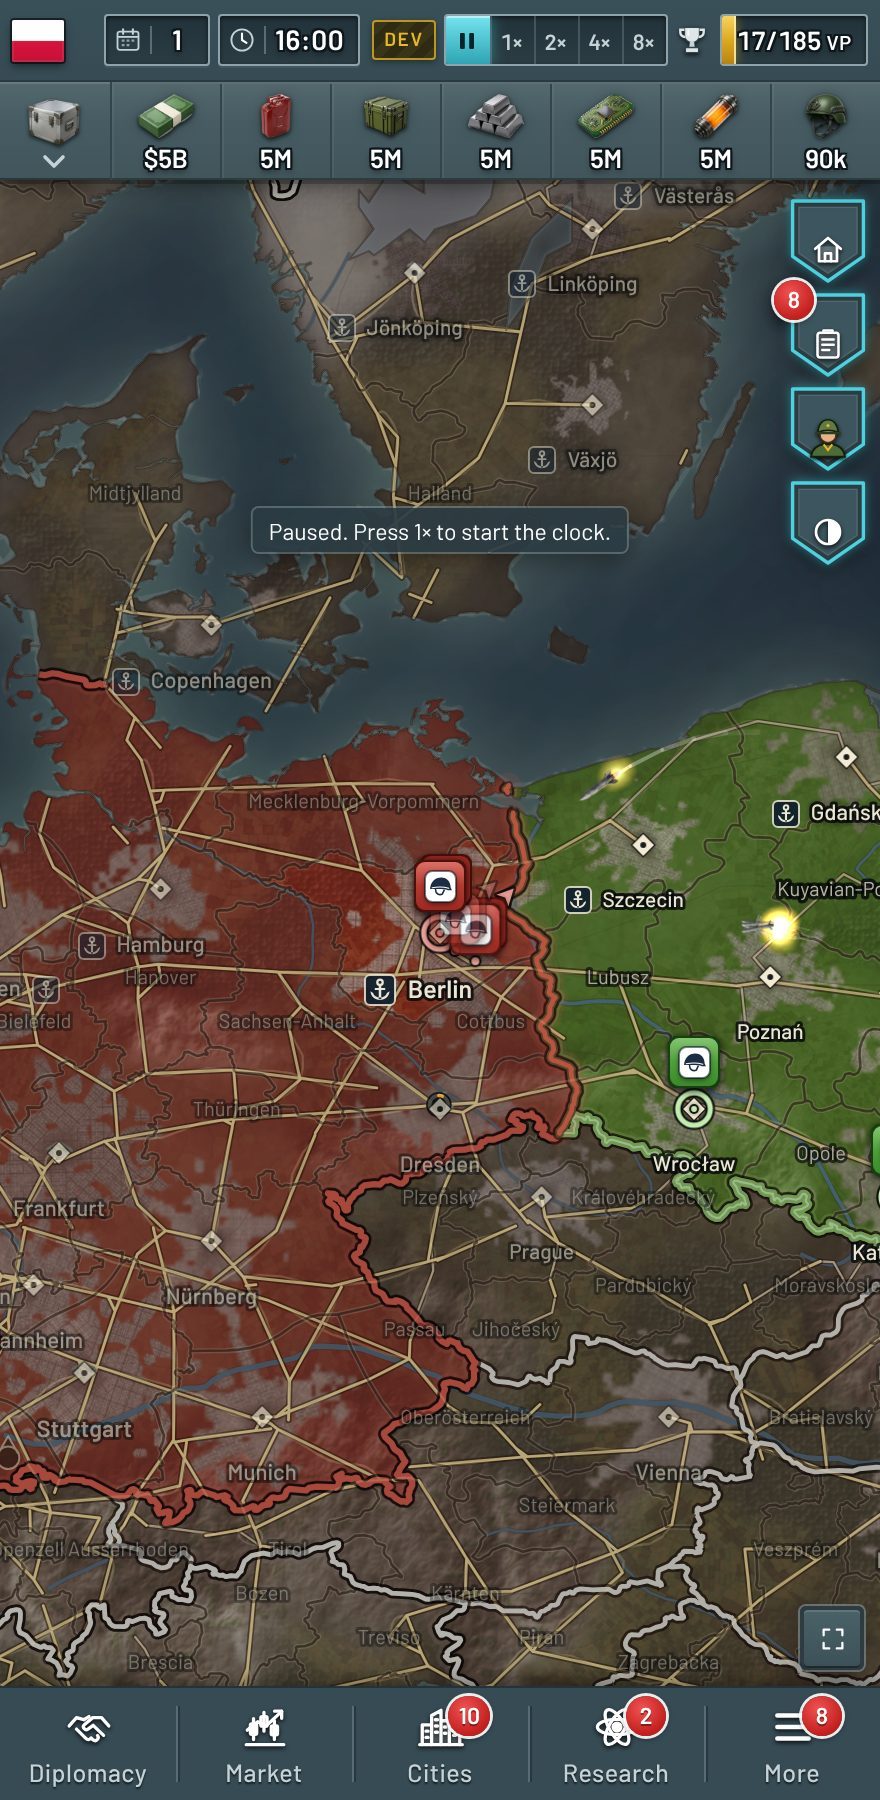 1
16:00
DEV
1×
2×
4×
8×
17/185 VP
$5B
5M
5M
5M
5M
5M
90k
Västerås
Linköping
8
Jönköping
Växjö
Midtjylland
Halland
Paused. Press 1× to start the clock.
Copenhagen
Mecklenburg-Vorpommern
Gdańsk
Kuyavian-Po
Szczecin
Hamburg
Hanover
Lubusz
Berlin
en
Bielefeld
Sachsen-Anhalt
Cottbus
Poznań
Thüringen
Dresden
Wrocław
Opole
Frankfurt
Plzeňský
Královéhradecký
Prague
Kat
n
Nürnberg
Pardubický
Moravskosle
annheim
Passau
Jihočeský
Stuttgart
Oberösterreich
Bratislavský
Munich
Vienna
Steiermark
penzell Ausserrhoden
Tirol
Veszprém
Bozen
Kärnten
Treviso
Piran
Brescia
Zagrebačka
Diplomacy
Market
10
Cities
2
Research
8
More